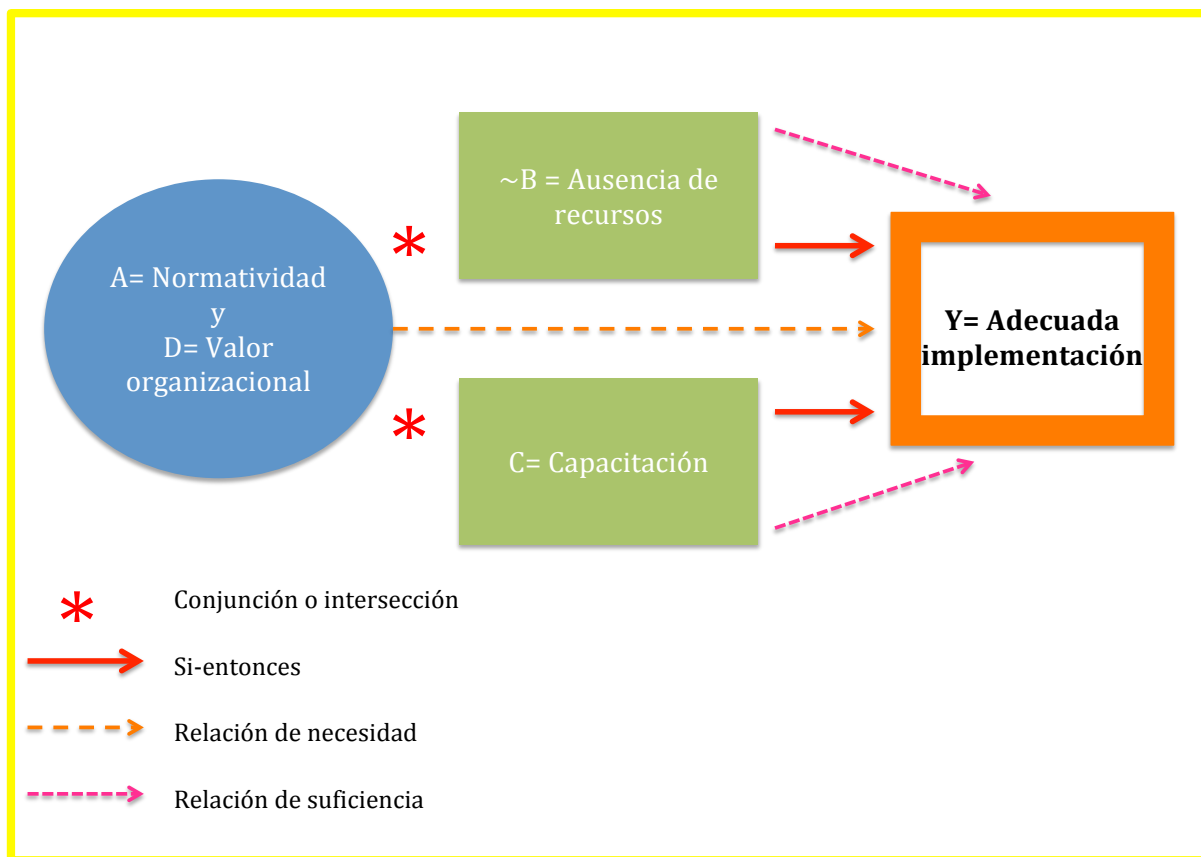 ~B = Ausencia de
recursos
*
A= Normatividad
y
D= Valor
organizacional
Y= Adecuada
implementación
*
C= Capacitación
* Conjunción o intersección
Si-entonces
Relación de necesidad
Relación de suficiencia